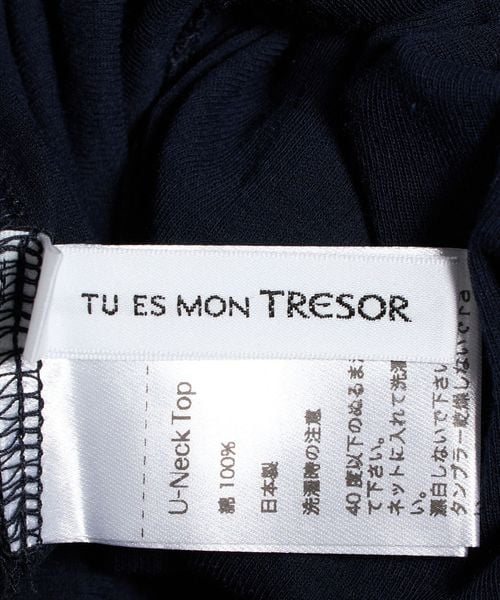 TU ES MON TRESOR
U-Neck Top
綿 100%
日本製
洗濯時の注意
40 度以下のぬるま
で下さい。
ネットに入れて洗濯
い。
漂白しないで下さい
タンブラー乾燥しないで